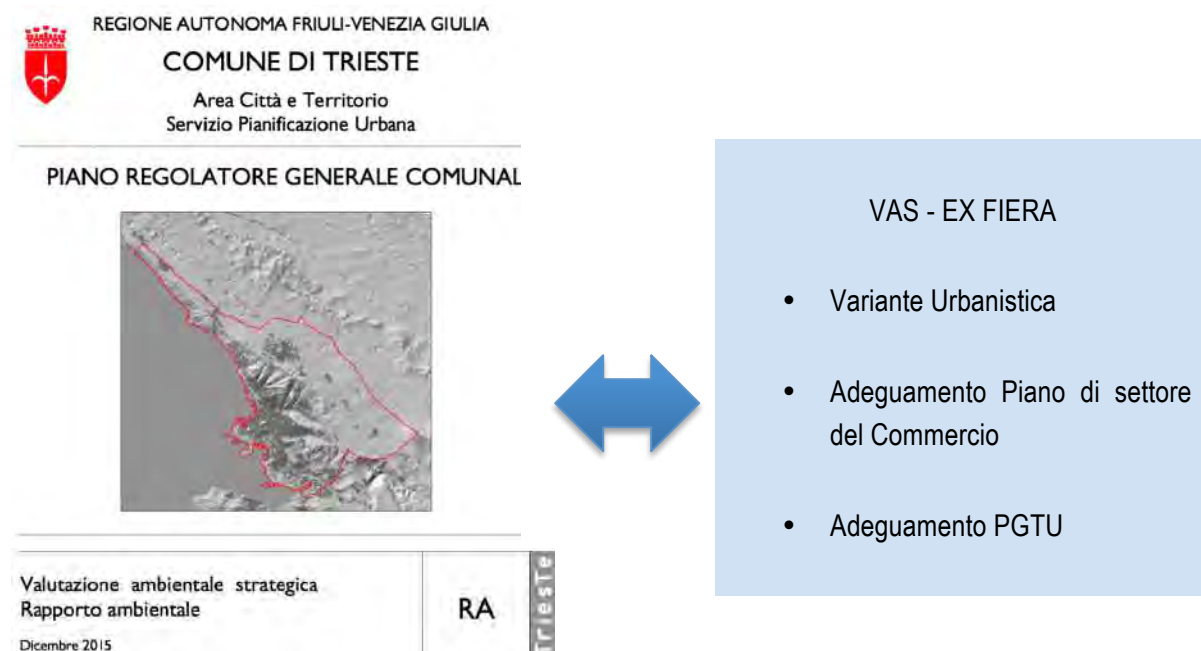 REGIONE AUTONOMA FRIULI-VENEZIA GIULIA
COMUNE DI TRIESTE
Area Città e Territorio
Servizio Pianificazione Urbana
PIANO REGOLATORE GENERALE COMUNAL
Valutazione ambientale strategica
Rapporto ambientale
Dicembre 2015
RA
Trieste
VAS - EX FIERA
• Variante Urbanistica
• Adeguamento Piano di settore
del Commercio
• Adeguamento PGTU